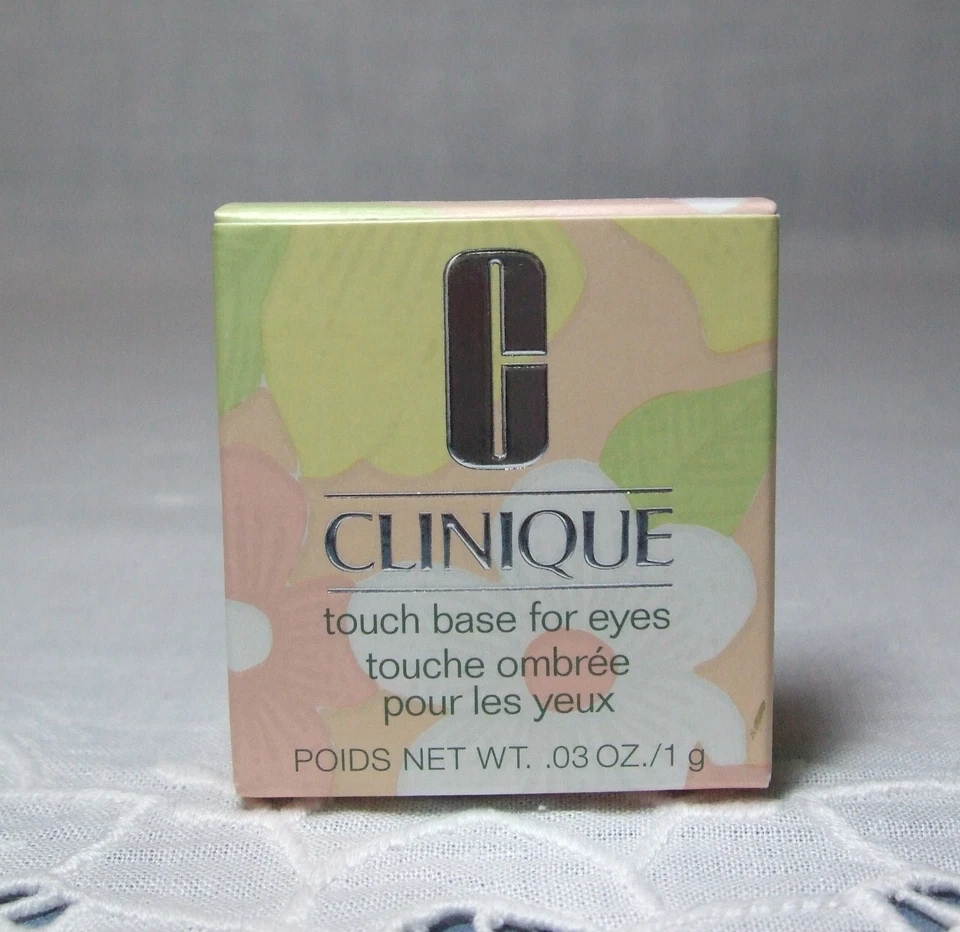 C
CLINIQUE
touch base for eyes
touche ombrée
pour les yeux
POIDS NET WT. .03 OZ./1 g